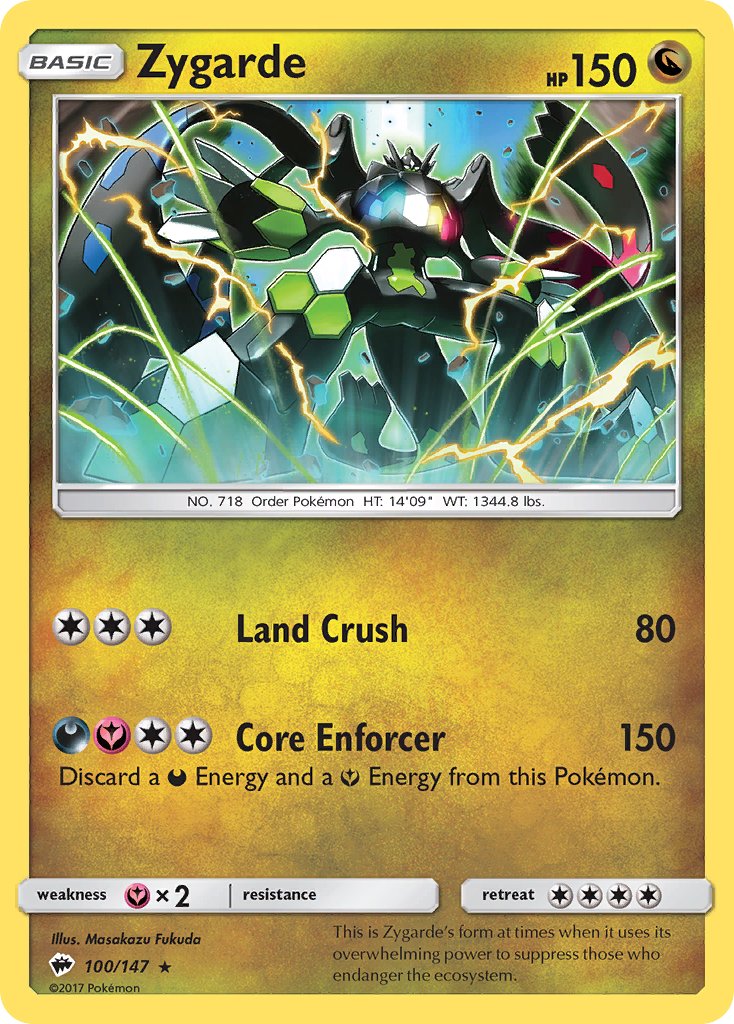 BASIC Zygarde HP 150
NO. 718 Order Pokémon HT: 14'09" WT: 1344.8 lbs.
Land Crush 80
Core Enforcer 150
Discard a Energy and a Energy from this Pokémon.
weakness × 2 resistance retreat
Illus. Masakazu Fukuda
100/147 ★
©2017 Pokémon
This is Zygarde's form at times when it uses its
overwhelming power to suppress those who
endanger the ecosystem.